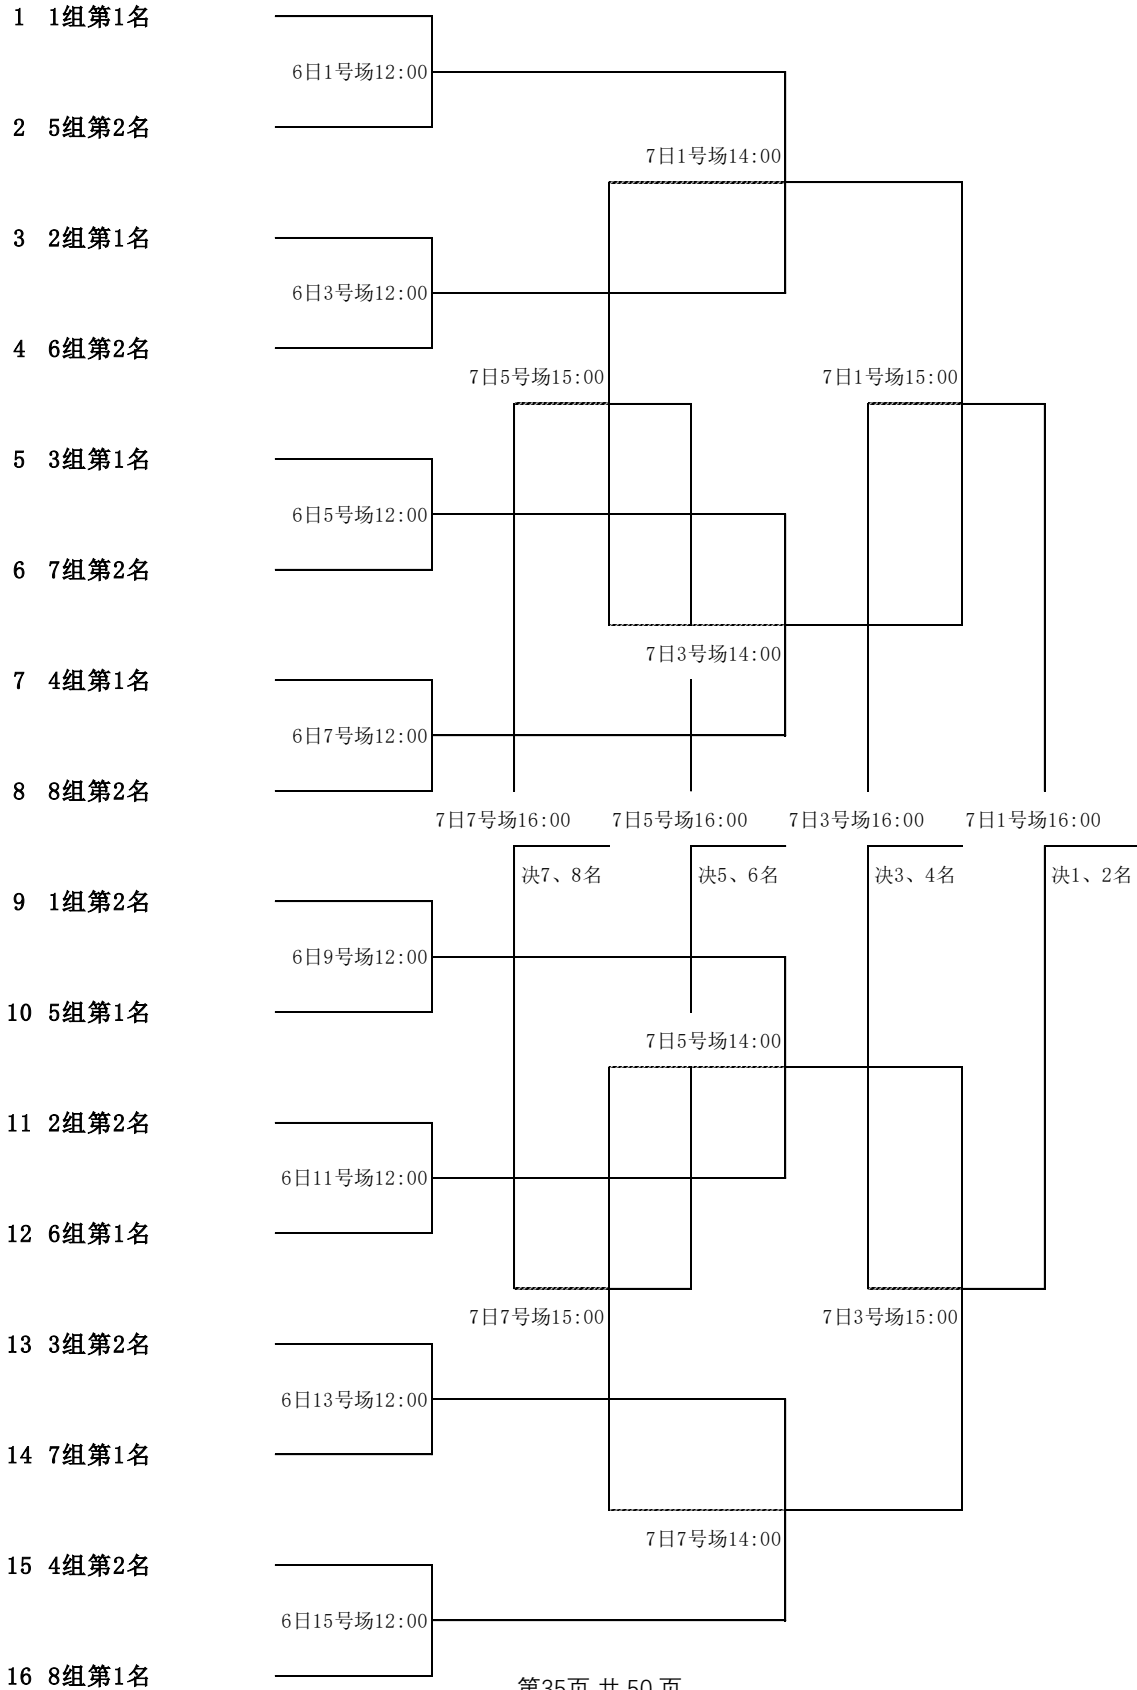 1 1组第1名
6日1号场12:00
2 5组第2名
7日1号场14:00
3 2组第1名
6日3号场12:00
4 6组第2名
7日5号场15:00 7日1号场15:00
5 3组第1名
6日5号场12:00
6 7组第2名
7日3号场14:00
7 4组第1名
6日7号场12:00
8 8组第2名
7日7号场16:00 7日5号场16:00 7日3号场16:00 7日1号场16:00
决7、8名 决5、6名 决3、4名 决1、2名
9 1组第2名
6日9号场12:00
10 5组第1名
7日5号场14:00
11 2组第2名
6日11号场12:00
12 6组第1名
7日7号场15:00 7日3号场15:00
13 3组第2名
6日13号场12:00
14 7组第1名
7日7号场14:00
15 4组第2名
6日15号场12:00
16 8组第1名
第35页 共 50 页